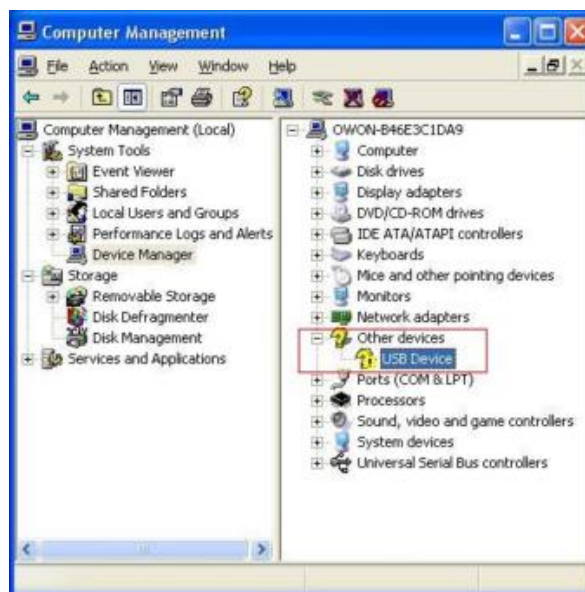 Computer Management
File Action View Window Help
Computer Management (Local)
System Tools
Event Viewer
Shared Folders
Local Users and Groups
Performance Logs and Alerts
Device Manager
Storage
Removable Storage
Disk Defragmenter
Disk Management
Services and Applications
OWON-B46E3C1DA9
Computer
Disk drives
Display adapters
DVD/CD-ROM drives
IDE ATA/ATAPI controllers
Keyboards
Mice and other pointing devices
Monitors
Network adapters
Other devices
USB Device
Ports (COM & LPT)
Processors
Sound, video and game controllers
System devices
Universal Serial Bus controllers